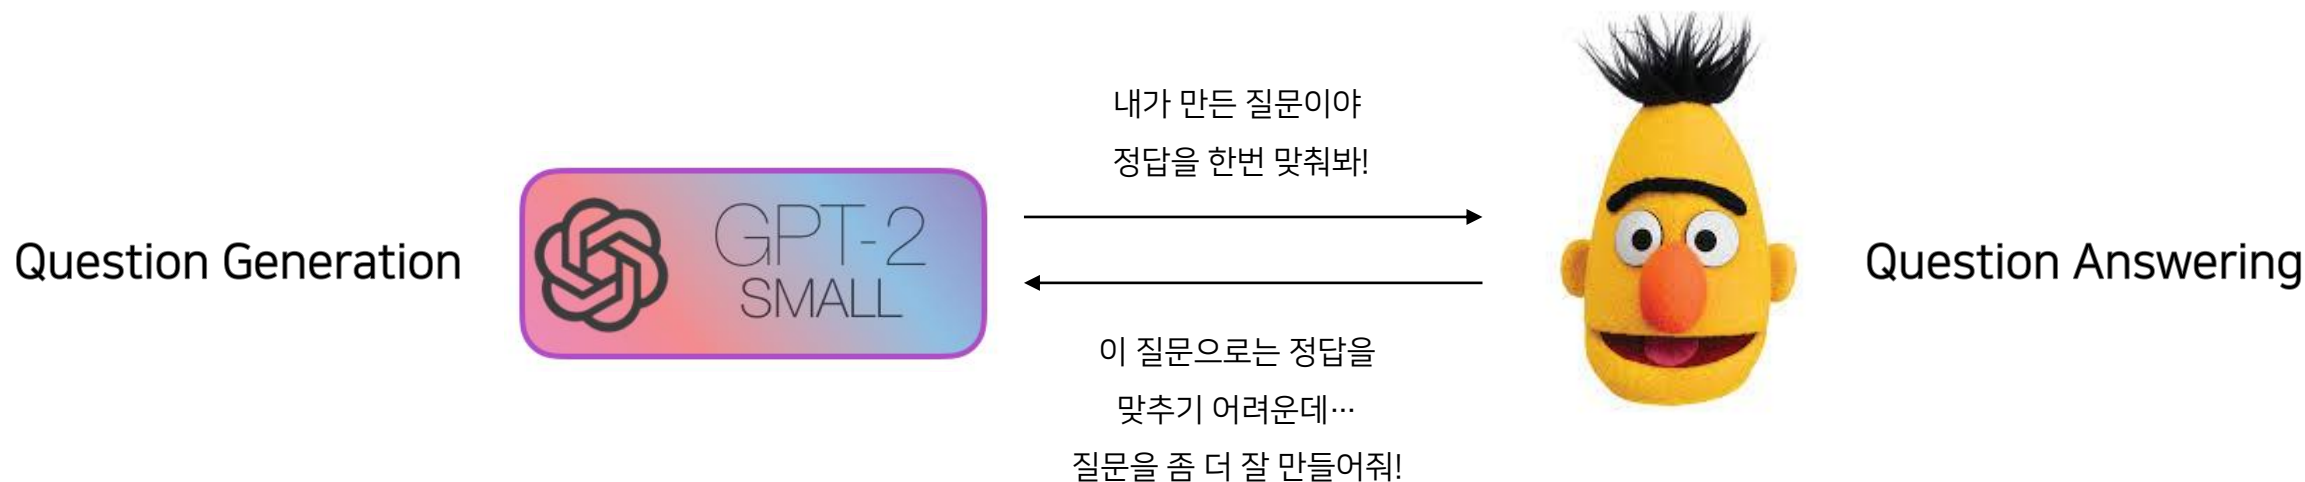 Question Generation
GPT-2
SMALL
내가 만든 질문이야
정답을 한번 맞춰봐!
이 질문으로는 정답을
맞추기 어려운데…
질문을 좀 더 잘 만들어줘!
Question Answering